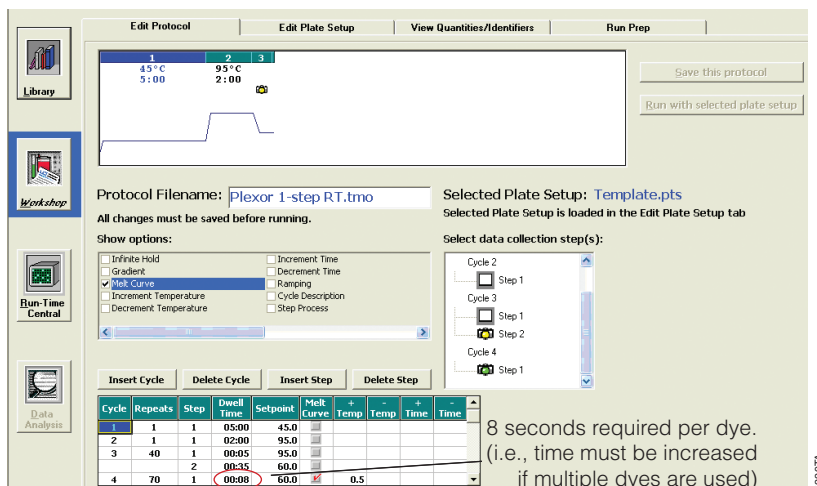 Edit Protocol
Edit Plate Setup
View Quantities/Identifiers
Run Prep
Library
Workshop
Run-Time
Central
Data
Analysis
1 2 3
45°C 95°C
5:00 2:00
Save this protocol
Run with selected plate setup
Protocol Filename: Plexor 1-step RT.tmo
All changes must be saved before running.
Selected Plate Setup: Template.pts
Selected Plate Setup is loaded in the Edit Plate Setup tab
Show options:
Infinite Hold
Gradient
Melt Curve
Increment Temperature
Decrement Temperature
Increment Time
Decrement Time
Ramping
Cycle Description
Step Process
Select data collection step(s):
Cycle 2
Step 1
Cycle 3
Step 1
Step 2
Cycle 4
Step 1
Insert Cycle
Delete Cycle
Insert Step
Delete Step
Cycle Repeats Step Dwell Time Setpoint Melt Curve + Temp - Temp + Time - Time
1 1 1 05:00 45.0
2 1 1 02:00 95.0
3 40 1 00:05 95.0
2 00:35 60.0
4 70 1 00:08 60.0 0.5
8 seconds required per dye.
(i.e., time must be increased
if multiple dyes are used)